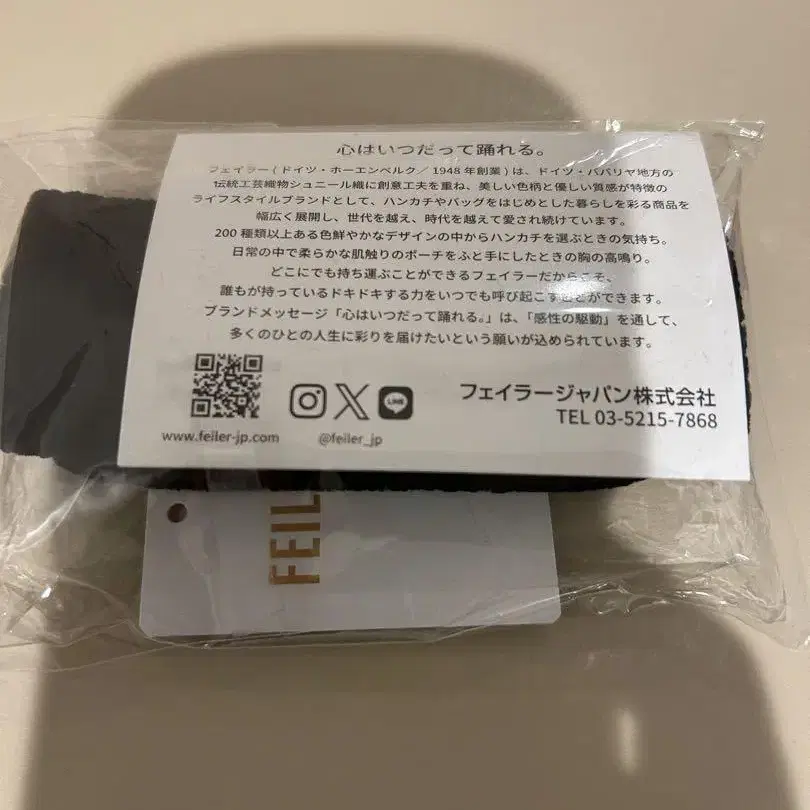 心はいつだって踊れる。
フェイラー(ドイツ・ホーエンベルク／1948年創業)は、ドイツ・ババリヤ地方の
伝統工芸織物シュニール織に創意工夫を重ね、美しい色柄と優しい質感が特徴の
ライフスタイルブランドとして、ハンカチやバッグをはじめとした暮らしを彩る商品を
幅広く展開し、世代を越え、時代を越えて愛され続けています。
200種類以上ある色鮮やかなデザインの中からハンカチを選ぶときの気持ち。
日常の中で柔らかな肌触りのポーチをふと手にしたときの胸の高鳴り。
どこにでも持ち運ぶことができるフェイラーだからこそ、
誰もが持っているドキドキする力をいつでも呼び起こすことができます。
ブランドメッセージ「心はいつだって踊れる。」は、「感性の駆動」を通して、
多くのひとの人生に彩りを届けたいという願いが込められています。
LINE
フェイラージャパン株式会社
TEL 03-5215-7868
www.feiler-jp.com
@feiler_jp
FEIL